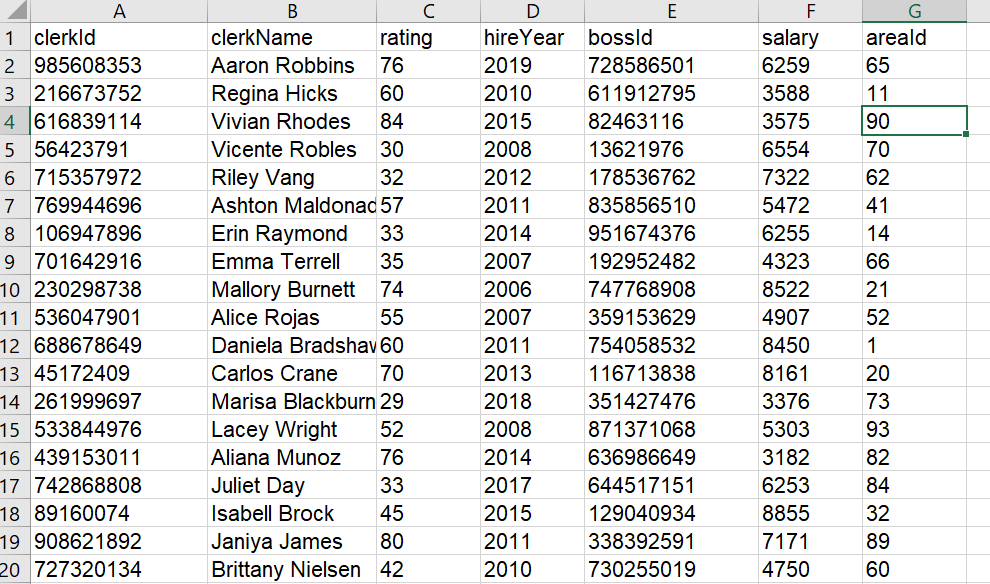 A B C D E F G
1 clerkId clerkName rating hireYear bossId salary areaId
2 985608353 Aaron Robbins 76 2019 728586501 6259 65
3 216673752 Regina Hicks 60 2010 611912795 3588 11
4 616839114 Vivian Rhodes 84 2015 82463116 3575 90
5 56423791 Vicente Robles 30 2008 13621976 6554 70
6 715357972 Riley Vang 32 2012 178536762 7322 62
7 769944696 Ashton Maldonad 57 2011 835856510 5472 41
8 106947896 Erin Raymond 33 2014 951674376 6255 14
9 701642916 Emma Terrell 35 2007 192952482 4323 66
10 230298738 Mallory Burnett 74 2006 747768908 8522 21
11 536047901 Alice Rojas 55 2007 359153629 4907 52
12 688678649 Daniela Bradshaw 60 2011 754058532 8450 1
13 45172409 Carlos Crane 70 2013 116713838 8161 20
14 261999697 Marisa Blackburn 29 2018 351427476 3376 73
15 533844976 Lacey Wright 52 2008 871371068 5303 93
16 439153011 Aliana Munoz 76 2014 636986649 3182 82
17 742868808 Juliet Day 33 2017 644517151 6253 84
18 89160074 Isabell Brock 45 2015 129040934 8855 32
19 908621892 Janiya James 80 2011 338392591 7171 89
20 727320134 Brittany Nielsen 42 2010 730255019 4750 60